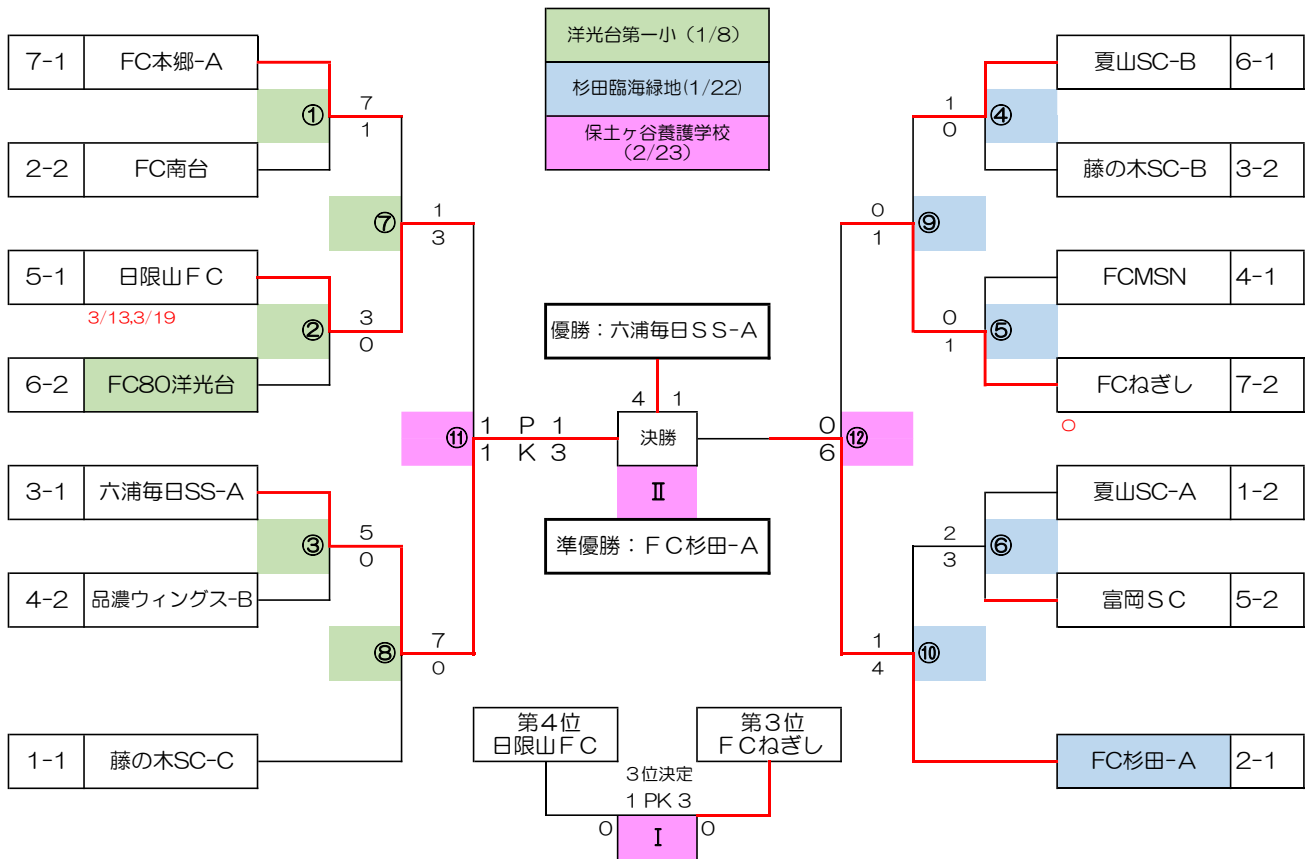 洋光台第一小（1/8）
杉田臨海緑地(1/22)
保土ヶ谷養護学校
（2/23）
7-1 FC本郷-A
① 7
1
2-2 FC南台
⑦ 1
3
5-1 日限山ＦＣ
3/13,3/19
② 3
0
6-2 FC80洋光台
⑪ 1 P 1
1 K 3
3-1 六浦毎日SS-A
③ 5
0
4-2 品濃ウィングス-B
⑧ 7
0
1-1 藤の木SC-C
優勝：六浦毎日ＳＳ-Ａ
4 1
決勝
Ⅱ
準優勝：ＦＣ杉田-Ａ
夏山SC-B 6-1
1 ④
0
藤の木SC-B 3-2
0 ⑨
1
FCMSN 4-1
0 ⑤
1
FCねぎし 7-2
○
0 ⑫
6
夏山SC-A 1-2
2 ⑥
3
富岡ＳＣ 5-2
1 ⑩
4
FC杉田-A 2-1
第4位
日限山ＦＣ
第3位
ＦＣねぎし
3位決定
1 PK 3
0 Ⅰ 0